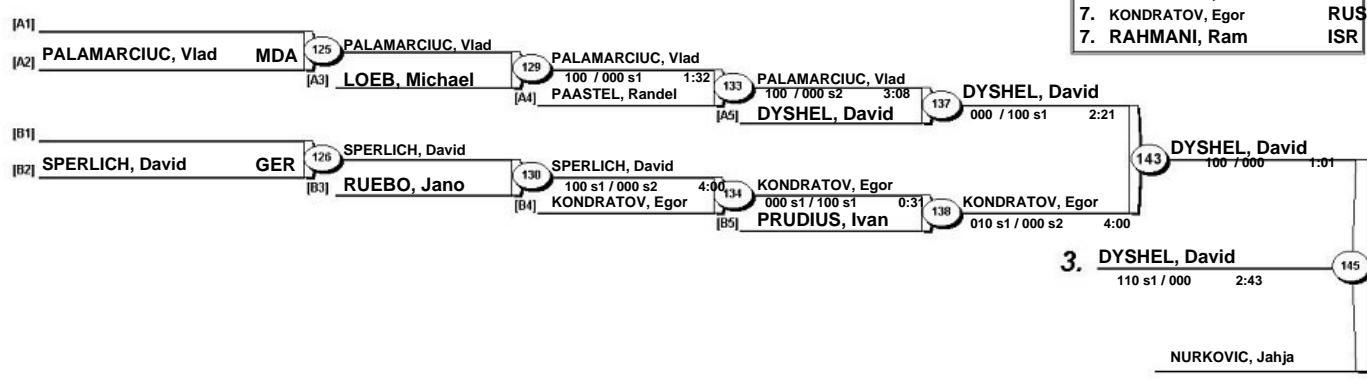 7. KONDRATOV, Egor RUS
7. RAHMANI, Ram ISR
[A1]
[A2] PALAMARCIUC, Vlad MDA
125
PALAMARCIUC, Vlad
[A3] LOEB, Michael
129
PALAMARCIUC, Vlad
100 / 000 s1 1:32
[A4] PAASTEL, Randel
133
PALAMARCIUC, Vlad
100 / 000 s2 3:08
[A5] DYSHEL, David
137
DYSHEL, David
000 / 100 s1 2:21
[B1]
[B2] SPERLICH, David GER
126
SPERLICH, David
[B3] RUEBO, Jano
130
SPERLICH, David
100 s1 / 000 s2 4:00
[B4] KONDRATOV, Egor
134
KONDRATOV, Egor
000 s1 / 100 s1 0:31
[B5] PRUDIUS, Ivan
138
KONDRATOV, Egor
010 s1 / 000 s2 4:00
143
DYSHEL, David
100 / 000 1:01
3. DYSHEL, David
110 s1 / 000 2:43
145
NURKOVIC, Jahja